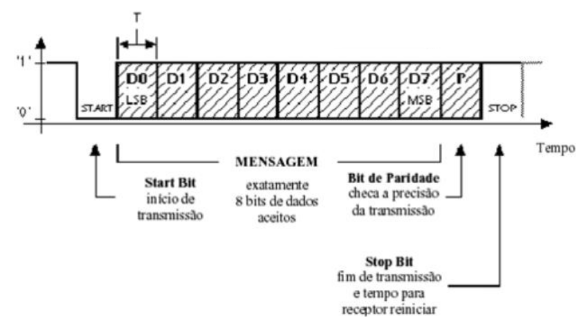 T
'1'
D0 D1 D2 D3 D4 D5 D6 D7 P
START LSB MSB STOP
'0'
Tempo
MENSAGEM
exatamente
8 bits de dados
aceitos
Start Bit
início de
transmissão
Bit de Paridade
checa a precisão
da transmissão
Stop Bit
fim de transmissão
e tempo para
receptor reiniciar